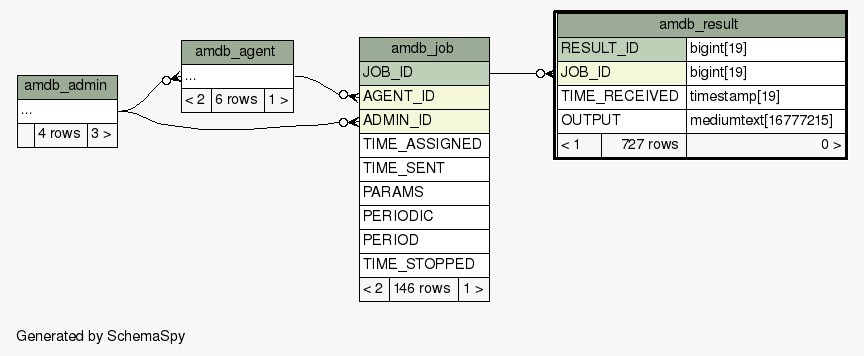 amdb_admin
...
4 rows 3 >
amdb_agent
...
< 2 6 rows 1 >
amdb_job
JOB_ID
AGENT_ID
ADMIN_ID
TIME_ASSIGNED
TIME_SENT
PARAMS
PERIODIC
PERIOD
TIME_STOPPED
< 2 146 rows 1 >
amdb_result
RESULT_ID bigint[19]
JOB_ID bigint[19]
TIME_RECEIVED timestamp[19]
OUTPUT mediumtext[16777215]
< 1 727 rows 0 >
Generated by SchemaSpy